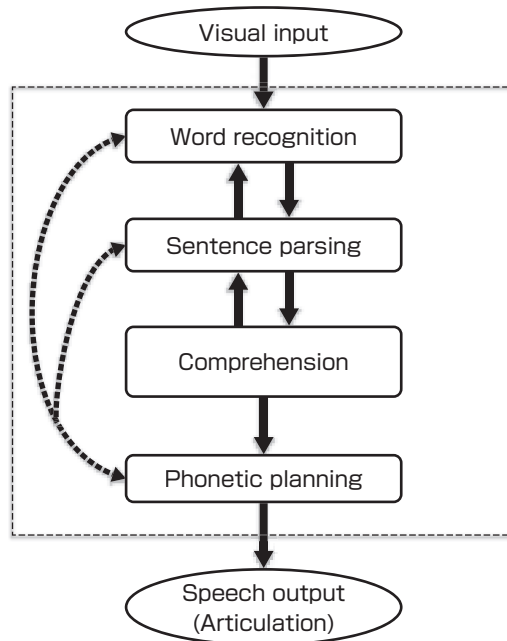 Visual input
Word recognition
Sentence parsing
Comprehension
Phonetic planning
Speech output
(Articulation)